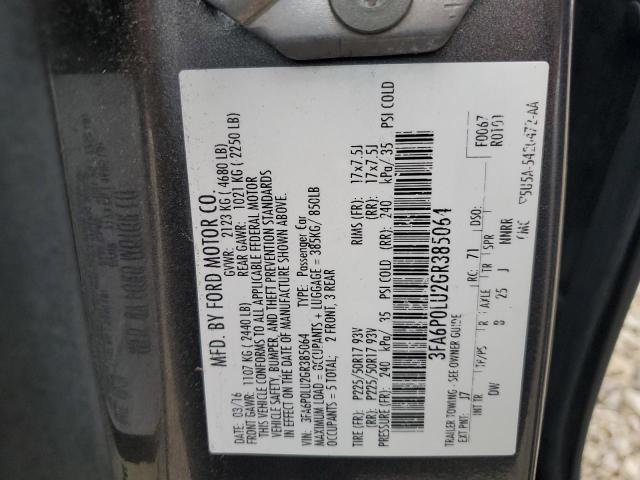 MFD. BY FORD MOTOR CO.
DATE: 03/16 GVWR: 2123 KG ( 4680 LB)
FRONT GAWR: 1107 KG ( 2440 LB) REAR GAWR: 1021 KG ( 2250 LB)
THIS VEHICLE CONFORMS TO ALL APPLICABLE FEDERAL MOTOR
VEHICLE SAFETY, BUMPER, AND THEFT PREVENTION STANDARDS
IN EFFECT ON THE DATE OF MANUFACTURE SHOWN ABOVE.
VIN: 3FA6P0LU2GR385064 TYPE: Passenger Car
MAXIMUM LOAD = OCCUPANTS + LUGGAGE = 385KG/ 850LB
OCCUPANTS = 5 TOTAL: 2 FRONT, 3 REAR
TIRE (FR): P225/50R17 93V RIMS (FR): 17x7.5J
(RR): P225/50R17 93V (RR): 17x7.5J
PRESSURE (FR): 240 kPa/ 35 PSI COLD (RR): 240 kPa/ 35 PSI COLD
3FA6P0LU2GR385064
F0067
R0101
TRAILER TOWING - SEE OWNER GUIDE
EXT PNT: J7 RC: 71 DSO:
INT TR TP/PS R AXLE TR SPR
DW 8 25 J NNRR